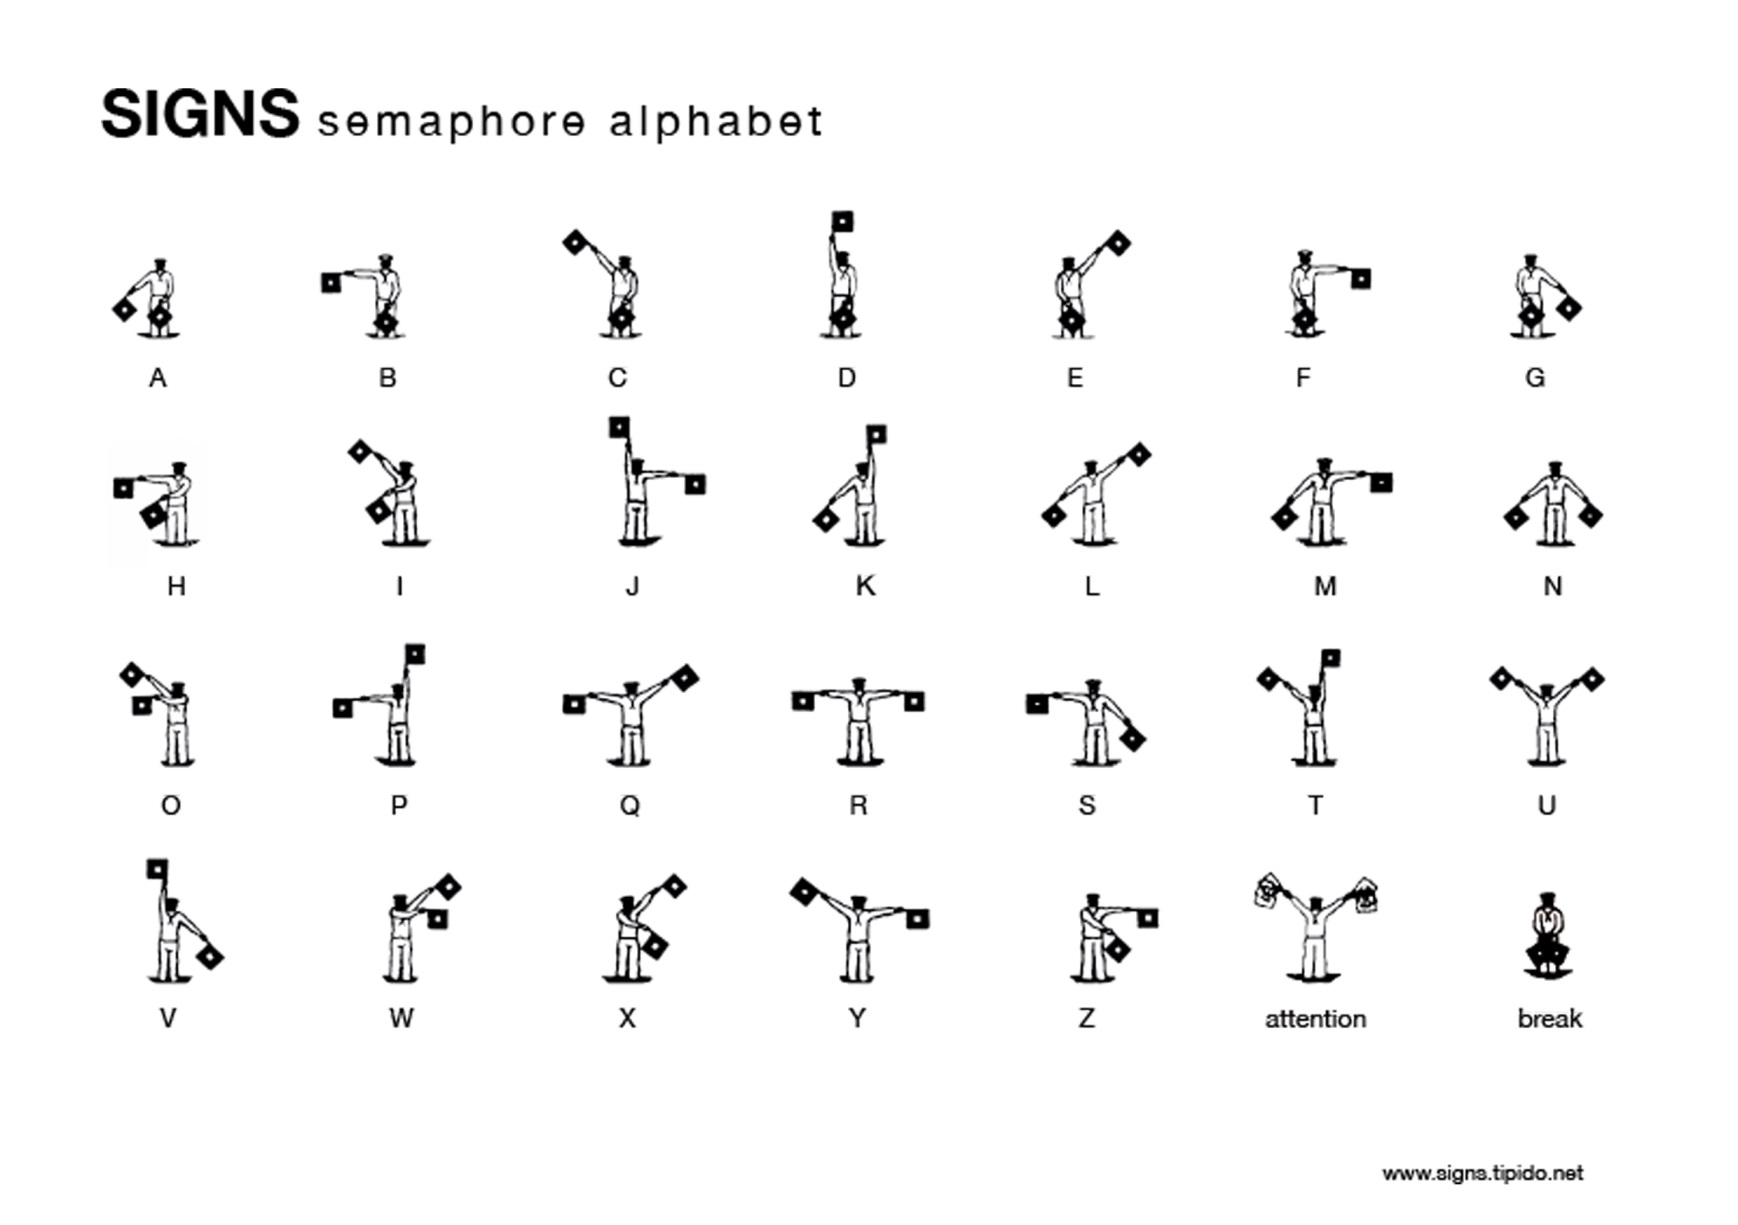 SIGNS semaphore alphabet
A B C D E F G
H I J K L M N
O P Q R S T U
V W X Y Z attention break
www.signs.tipido.net